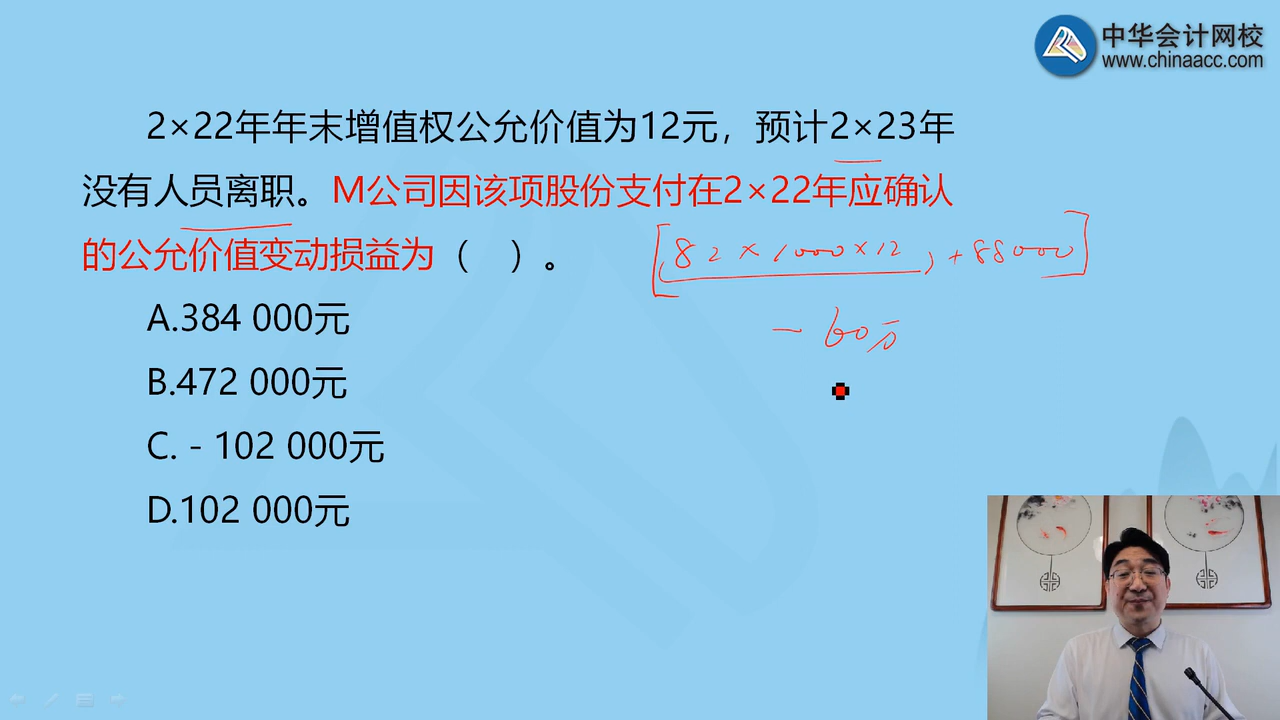 中华会计网校
www.chinaacc.com
2×22年年末增值权公允价值为12元，预计2×23年
没有人员离职。M公司因该项股份支付在2×22年应确认
的公允价值变动损益为（　）。
[82×1000×12，+88000]
-60万
A.384 000元
B.472 000元
C.－102 000元
D.102 000元